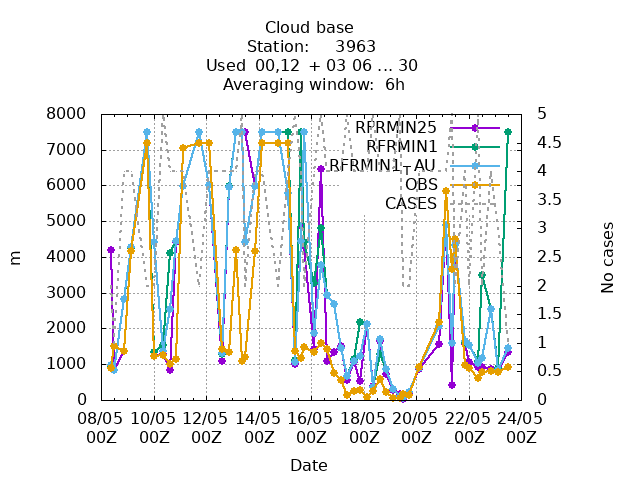 Cloud base
Station: 3963
Used 00,12 + 03 06 ... 30
Averaging window: 6h
8000
7000
6000
5000
4000
3000
2000
1000
0
m
5
4.5
4
3.5
3
2.5
2
1.5
1
0.5
0
No cases
RFRMIN25
RFRMIN1
RFRMIN1-AU
OBS
CASES
08/05 10/05 12/05 14/05 16/05 18/05 20/05 22/05 24/05
00Z 00Z 00Z 00Z 00Z 00Z 00Z 00Z 00Z
Date